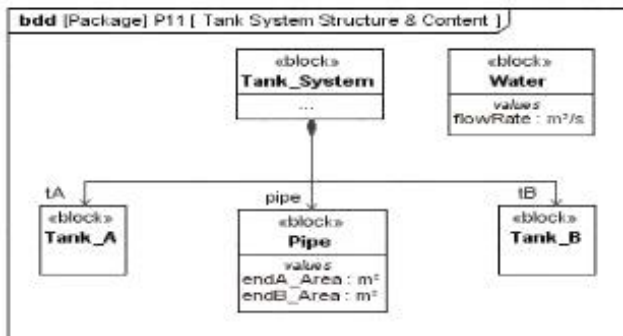 bdd [Package] P11 [ Tank System Structure & Content ]
«block»
Tank_System
...
«block»
Water
values
flowRate : m³/s
tA
pipe
tB
«block»
Tank_A
«block»
Pipe
values
endA_Area : m²
endB_Area : m²
«block»
Tank_B